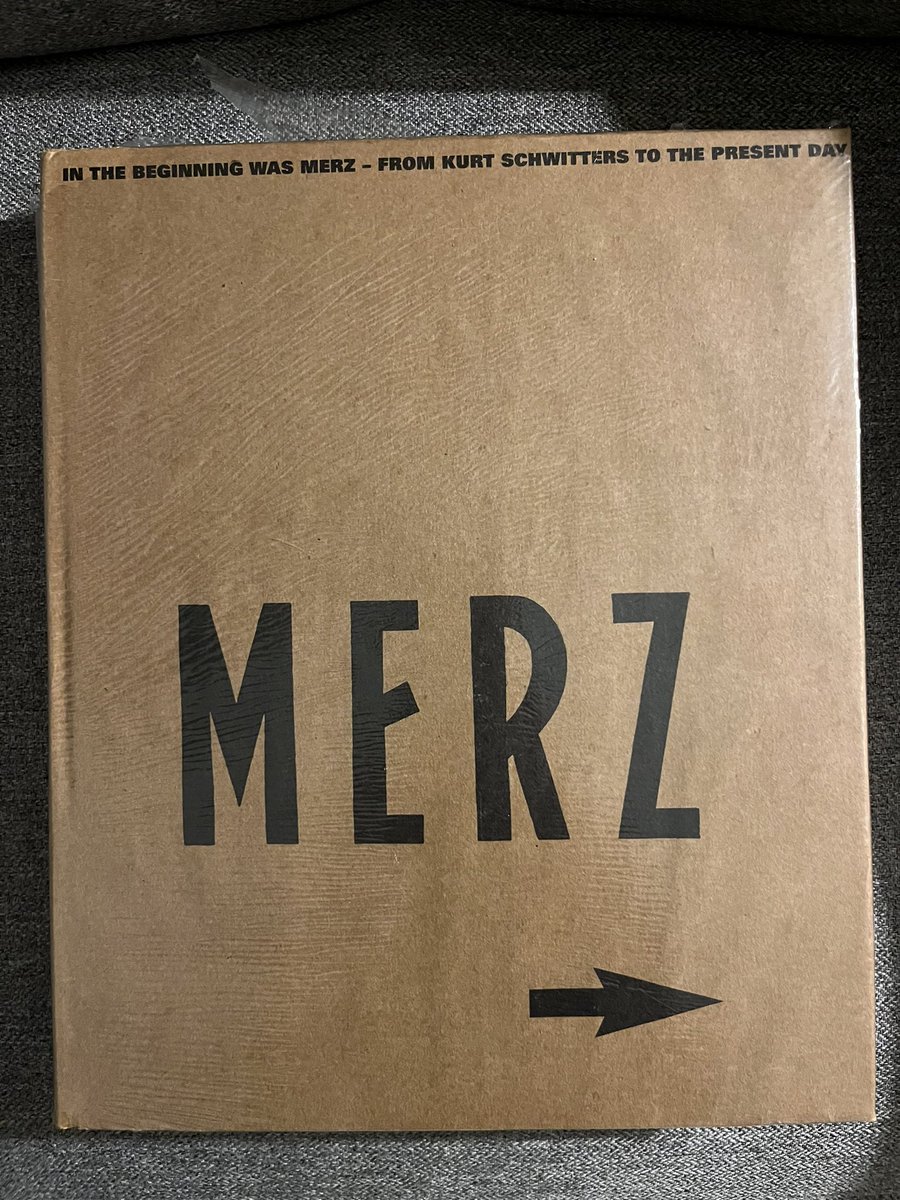 IN THE BEGINNING WAS MERZ – FROM KURT SCHWITTERS TO THE PRESENT DAY
MERZ